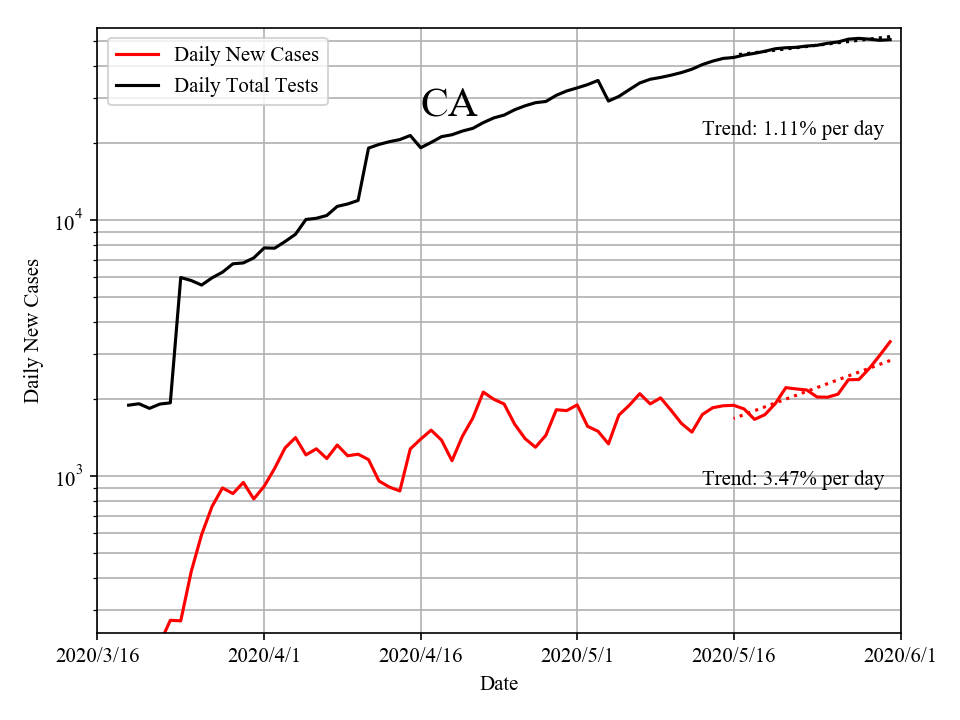 Daily New Cases
Daily Total Tests
CA
Trend: 1.11% per day
10^4
Daily New Cases
10^3
Trend: 3.47% per day
2020/3/16 2020/4/1 2020/4/16 2020/5/1 2020/5/16 2020/6/1
Date